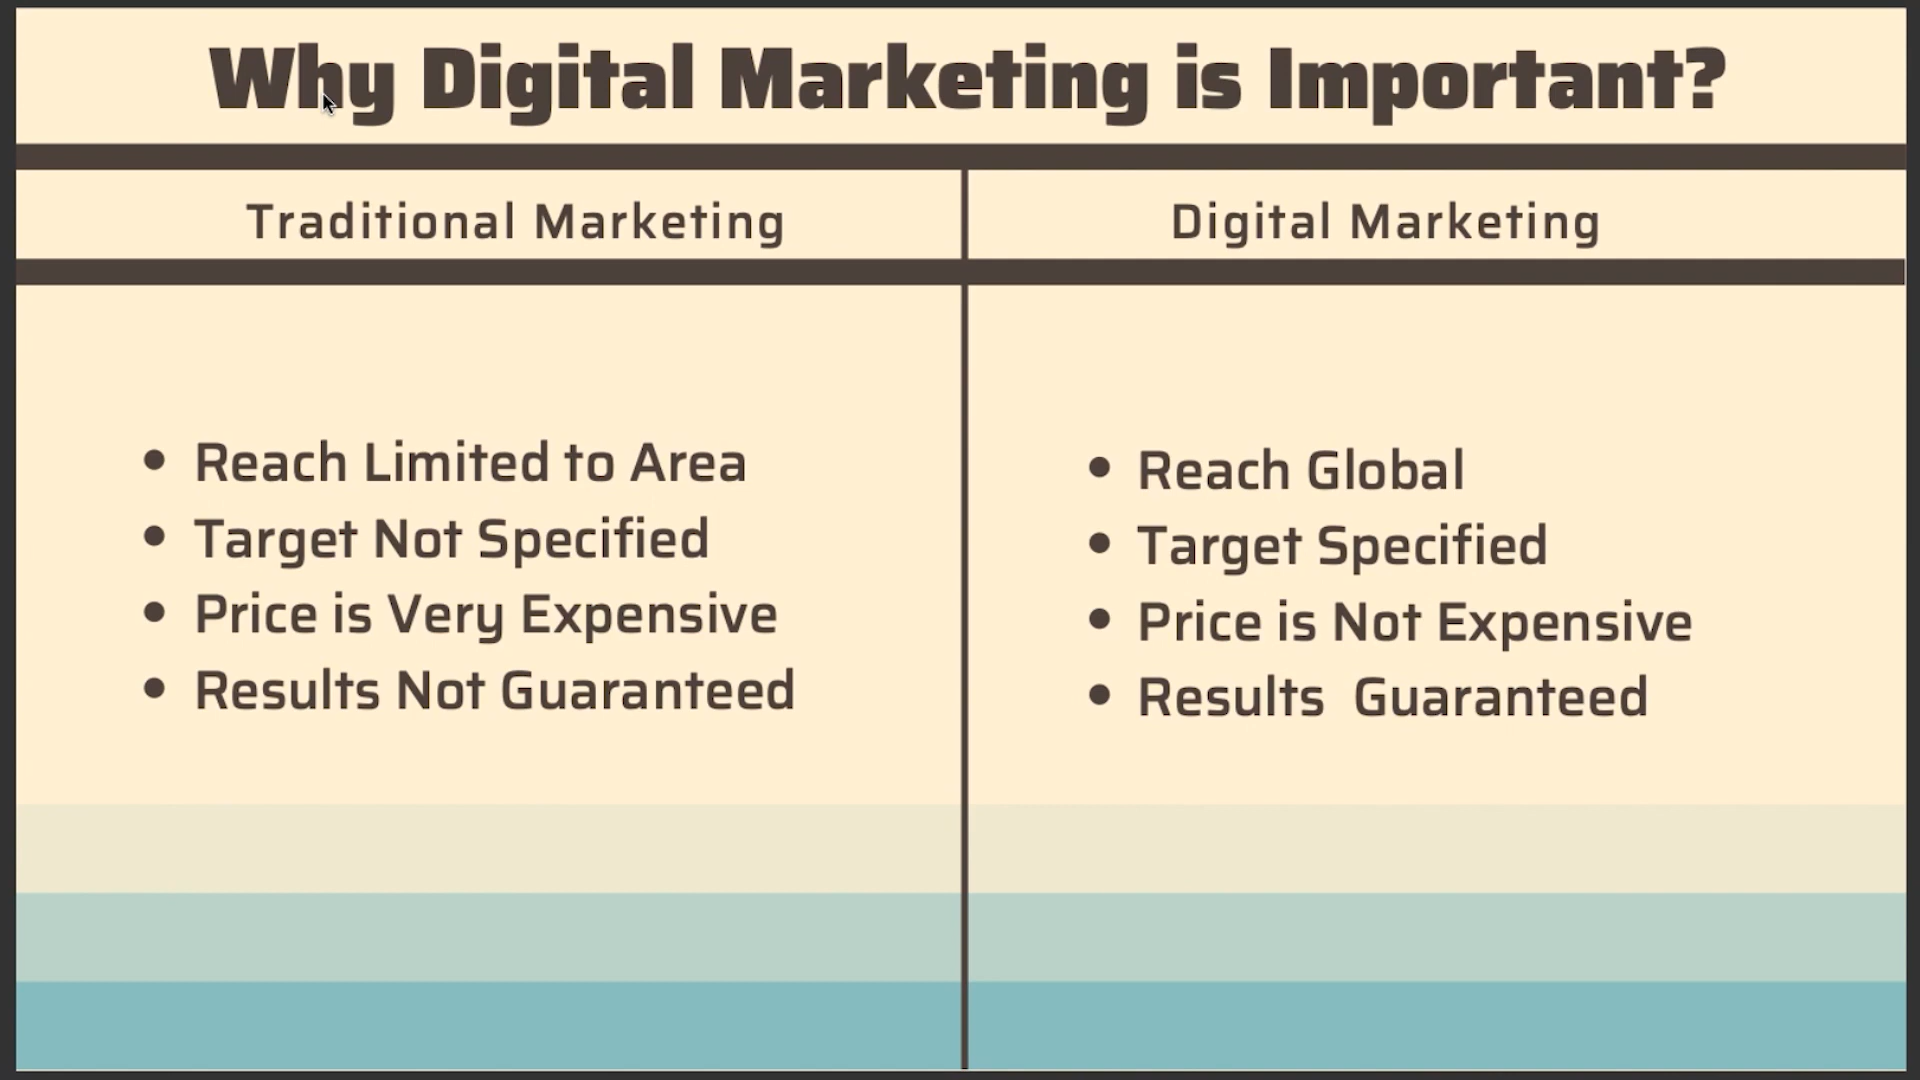 Why Digital Marketing is Important?
Traditional Marketing
Digital Marketing
• Reach Limited to Area
• Target Not Specified
• Price is Very Expensive
• Results Not Guaranteed
• Reach Global
• Target Specified
• Price is Not Expensive
• Results  Guaranteed